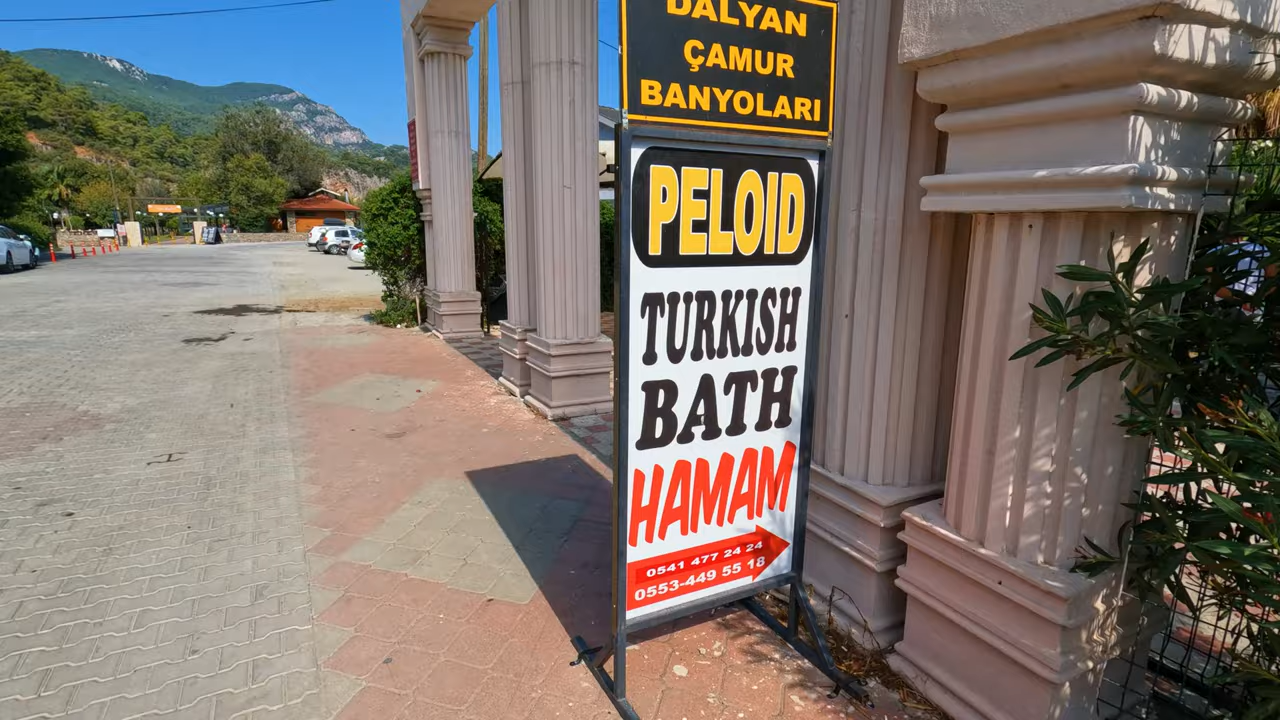 DALYAN
ÇAMUR
BANYOLARI
PELOID
TURKISH
BATH
HAMAM
0541 477 24 24
0553-449 55 18